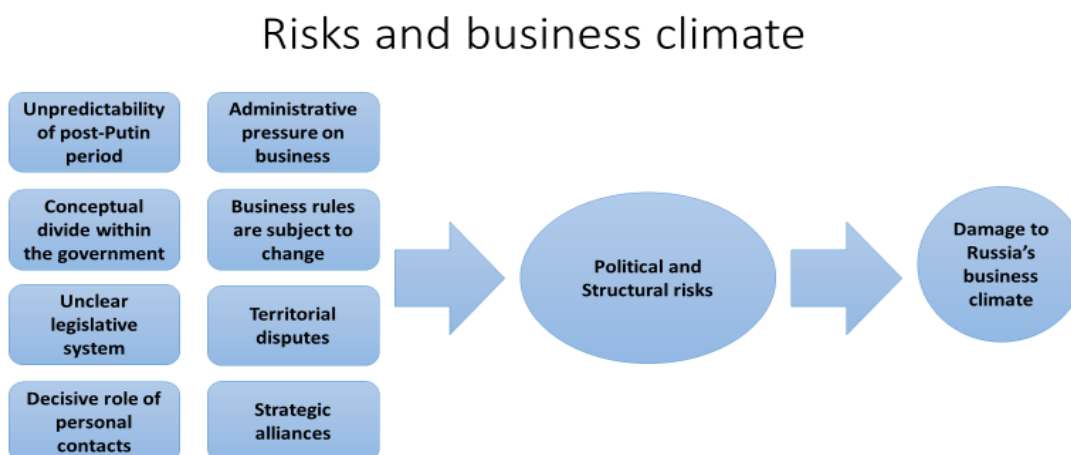 Risks and business climate
Unpredictability
of post-Putin
period
Administrative
pressure on
business
Conceptual
divide within
the government
Business rules
are subject to
change
Unclear
legislative
system
Territorial
disputes
Decisive role of
personal
contacts
Strategic
alliances
Political and
Structural risks
Damage to
Russia's
business
climate